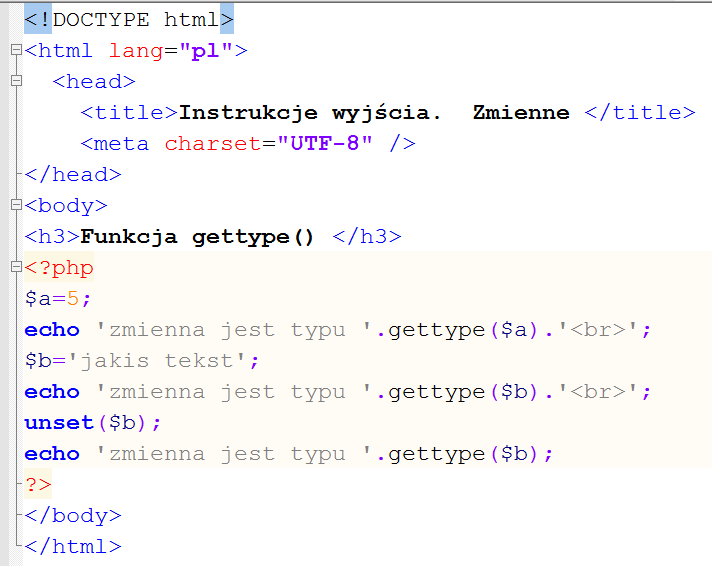 <!DOCTYPE html>
<html lang="pl">
<head>
<title>Instrukcje wyjścia.  Zmienne </title>
<meta charset="UTF-8" />
</head>
<body>
<h3>Funkcja gettype() </h3>
<?php
$a=5;
echo 'zmienna jest typu '.gettype($a).'<br>';
$b='jakis tekst';
echo 'zmienna jest typu '.gettype($b).'<br>';
unset($b);
echo 'zmienna jest typu '.gettype($b);
?>
</body>
</html>